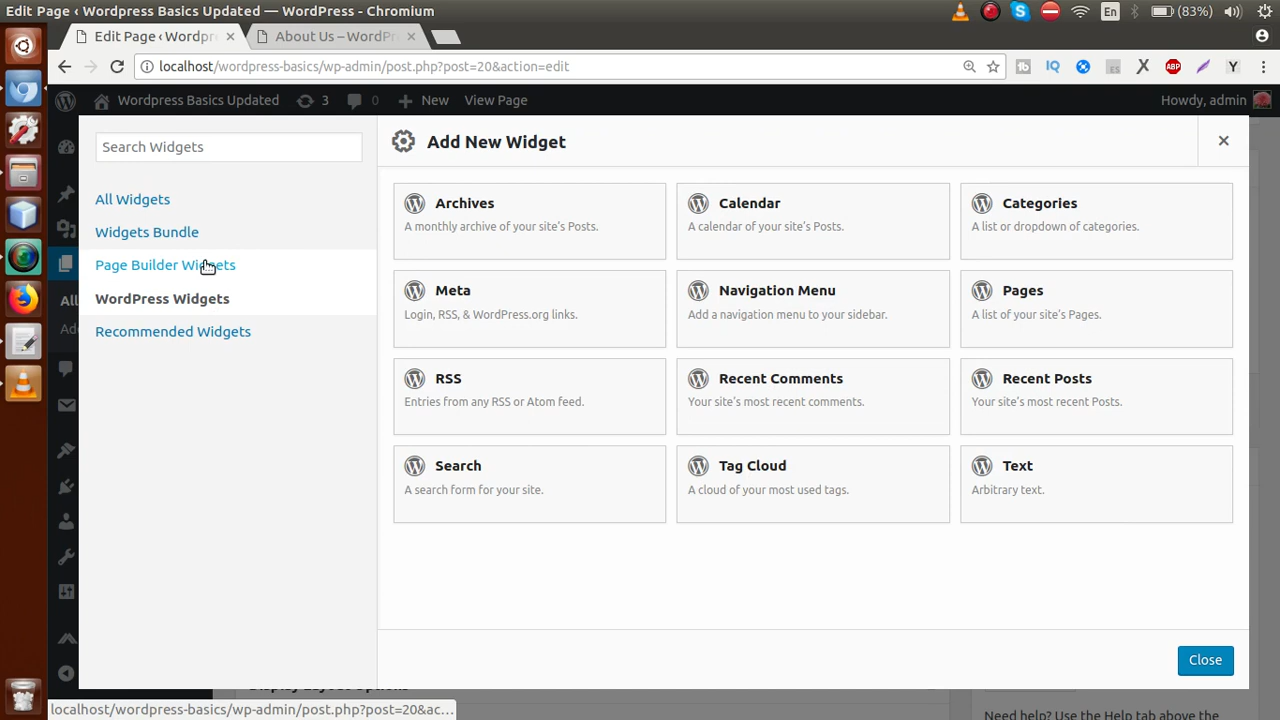 Edit Page ‹ Wordpress Basics Updated — WordPress - Chromium
En
(83%)
Edit Page ‹ Wordpr
About Us – WordPr
localhost/wordpress-basics/wp-admin/post.php?post=20&action=edit
IQ
ES
X
ABP
Y
Wordpress Basics Updated
3
0
New
View Page
Howdy, admin
Search Widgets
All Widgets
Widgets Bundle
Page Builder Widgets
WordPress Widgets
Recommended Widgets
Add New Widget
Archives
A monthly archive of your site's Posts.
Calendar
A calendar of your site's Posts.
Categories
A list or dropdown of categories.
Meta
Login, RSS, & WordPress.org links.
Navigation Menu
Add a navigation menu to your sidebar.
Pages
A list of your site's Pages.
RSS
Entries from any RSS or Atom feed.
Recent Comments
Your site's most recent comments.
Recent Posts
Your site's most recent Posts.
Search
A search form for your site.
Tag Cloud
A cloud of your most used tags.
Text
Arbitrary text.
Close
All
Add
Need help? Use the Help tab above the
localhost/wordpress-basics/wp-admin/post.php?post=20&ac...